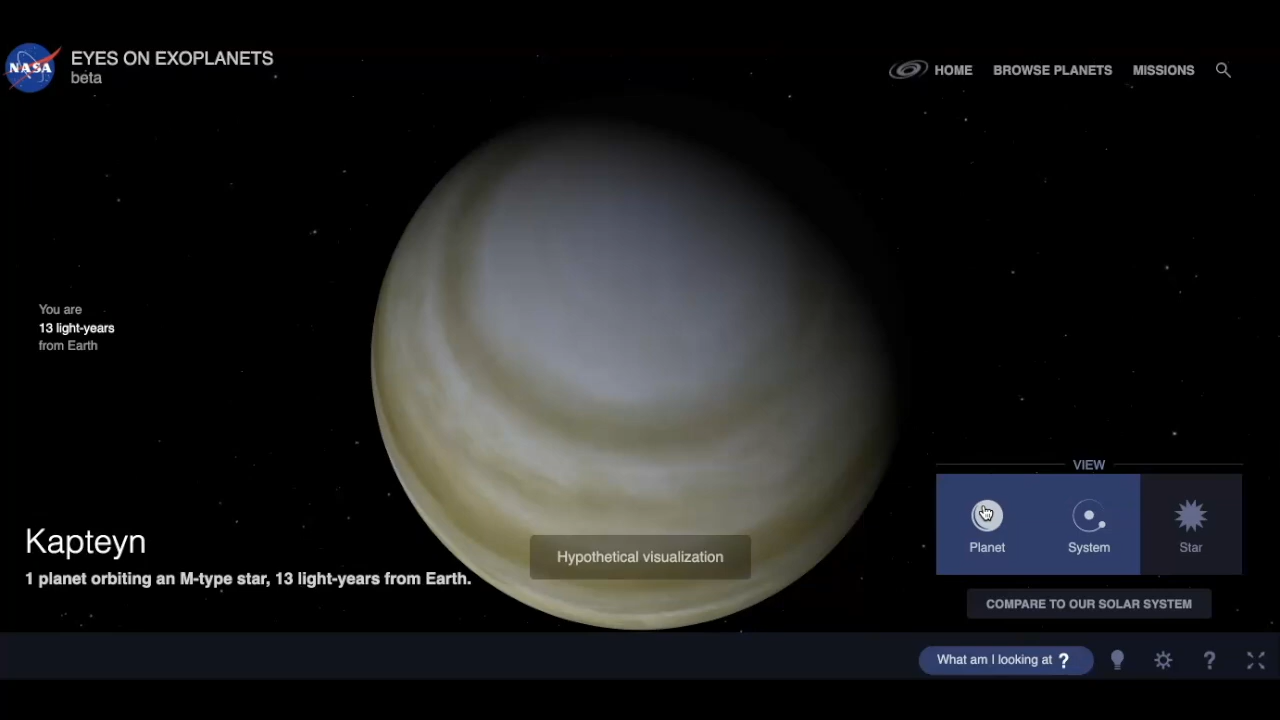 NASA
EYES ON EXOPLANETS
beta
HOME
BROWSE PLANETS
MISSIONS
You are
13 light-years
from Earth
VIEW
Planet
System
Star
Kapteyn
Hypothetical visualization
1 planet orbiting an M-type star, 13 light-years from Earth.
COMPARE TO OUR SOLAR SYSTEM
What am I looking at ?
?